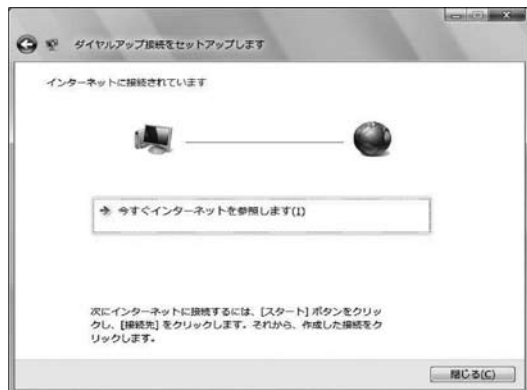 ダイヤルアップ接続をセットアップします
インターネットに接続されています
今すぐインターネットを参照します(I)
次にインターネットに接続するには、[スタート] ボタンをクリッ
クし、[接続先] をクリックします。それから、作成した接続をク
リックします。
閉じる(C)